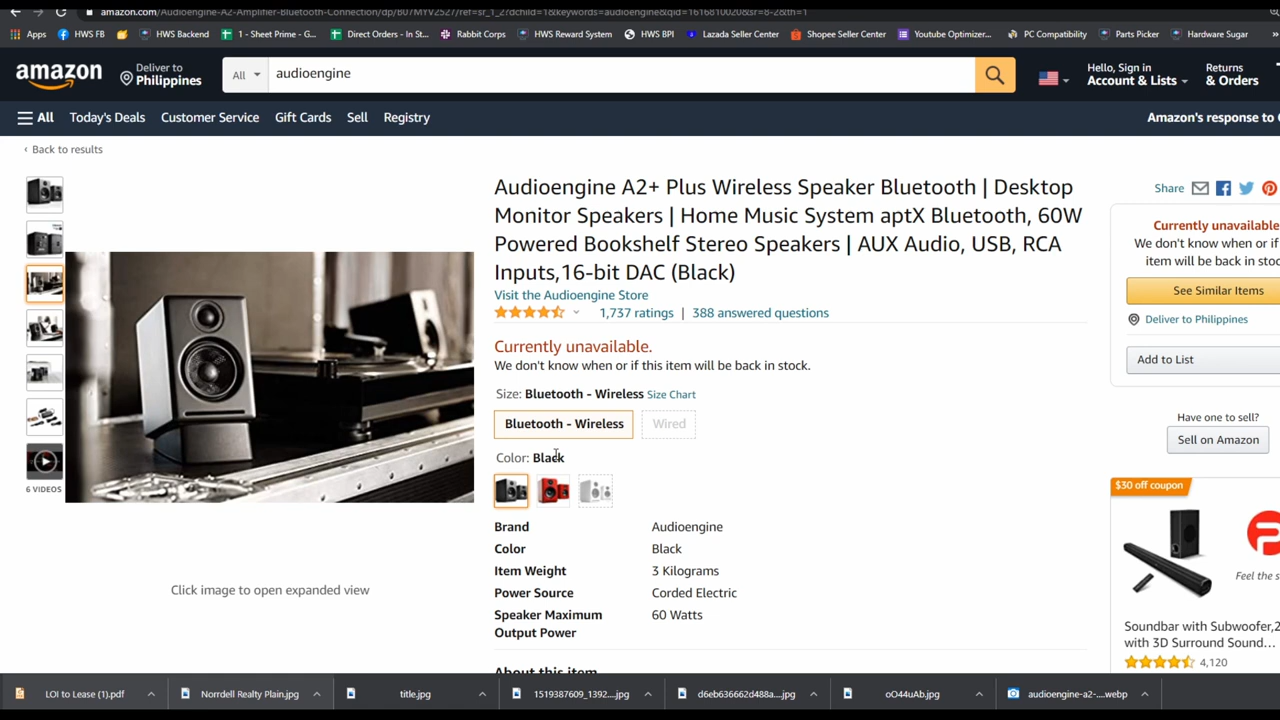 amazon.com/Audioengine-A2-Amplifier-Bluetooth-Connection/dp/B07MYV2527/ref=sr_1_2?dchild=1&keywords=audioengine&qid=1616810020&sr=8-2&th=1
Apps HWS FB HWS Backend 1 - Sheet Prime - G... Direct Orders - In St... Rabbit Corps HWS Reward System HWS BPI Lazada Seller Center Shopee Seller Center Youtube Optimizer... PC Compatibility Parts Picker Hardware Sugar »
amazon
Deliver to
Philippines
All
audioengine
Hello, Sign in
Account & Lists
Returns
& Orders
All Today's Deals Customer Service Gift Cards Sell Registry
Amazon's response to
‹ Back to results
6 VIDEOS
Click image to open expanded view
Audioengine A2+ Plus Wireless Speaker Bluetooth | Desktop
Monitor Speakers | Home Music System aptX Bluetooth, 60W
Powered Bookshelf Stereo Speakers | AUX Audio, USB, RCA
Inputs,16-bit DAC (Black)
Visit the Audioengine Store
1,737 ratings | 388 answered questions
Currently unavailable.
We don't know when or if this item will be back in stock.
Size: Bluetooth - Wireless Size Chart
Bluetooth - Wireless Wired
Color: Black
Brand Audioengine
Color Black
Item Weight 3 Kilograms
Power Source Corded Electric
Speaker Maximum 60 Watts
Output Power
About this item
Share
Currently unavailable
We don't know when or if
item will be back in stoc
See Similar Items
Deliver to Philippines
Add to List
Have one to sell?
Sell on Amazon
$30 off coupon
Feel the s
Soundbar with Subwoofer,2
with 3D Surround Sound...
4,120
LOI to Lease (1).pdf Norrdell Realty Plain.jpg title.jpg 1519387609_1392....jpg d6eb636662d488a....jpg oO44uAb.jpg audioengine-a2-....webp